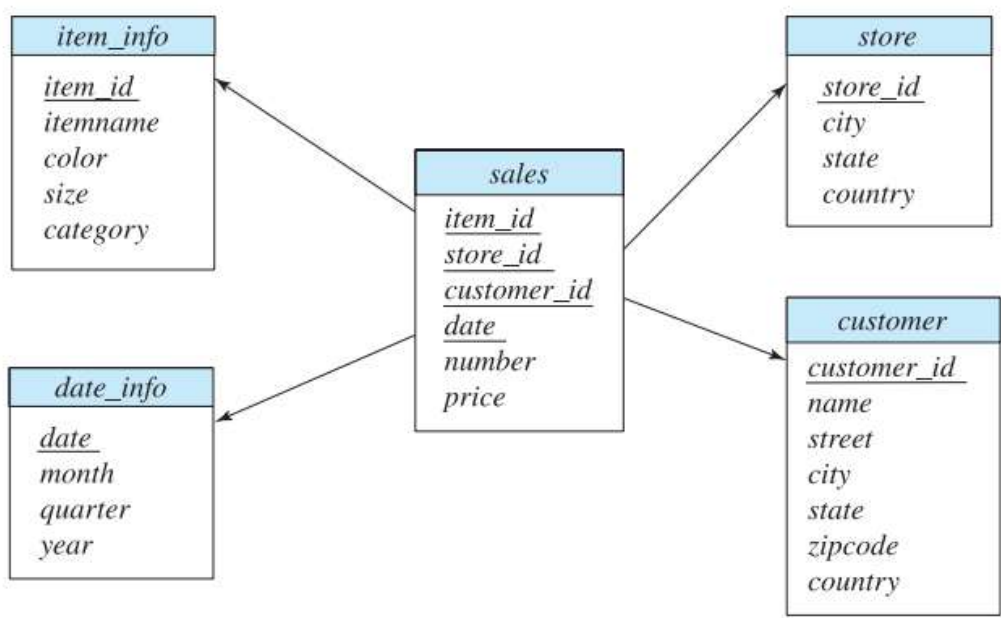 item_info
item_id
itemname
color
size
category
store
store_id
city
state
country
sales
item_id
store_id
customer_id
date
number
price
date_info
date
month
quarter
year
customer
customer_id
name
street
city
state
zipcode
country